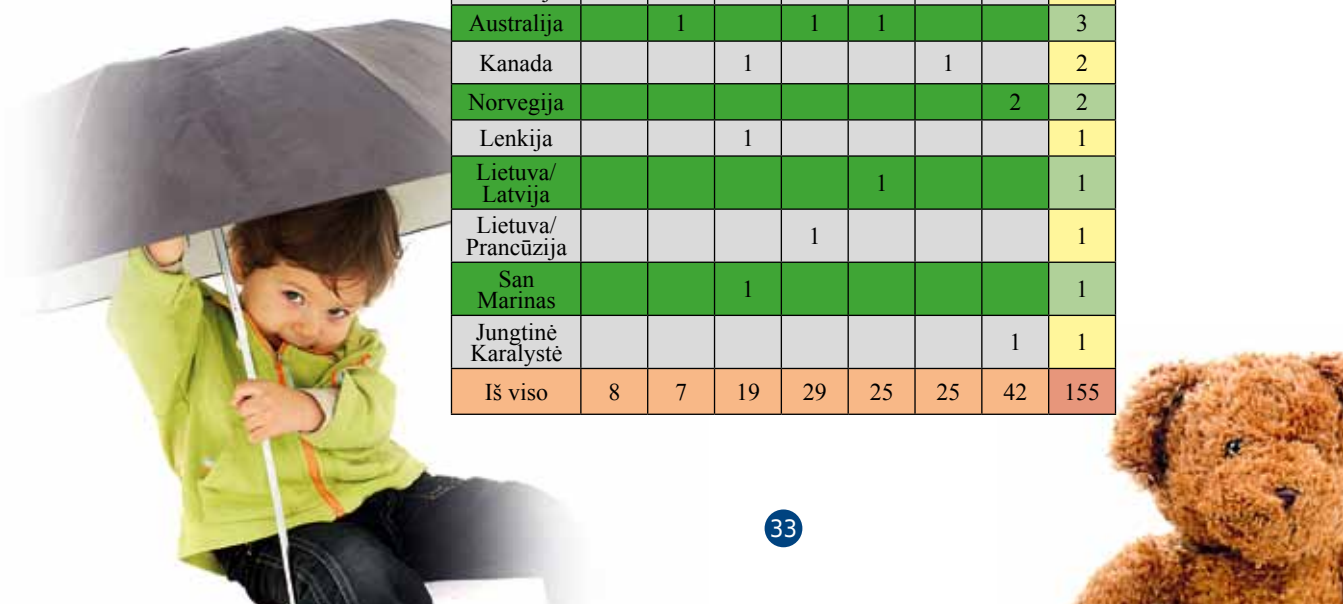 Australija 1 1 1 3
Kanada 1 1 2
Norvegija 2 2
Lenkija 1 1
Lietuva/
Latvija 1 1
Lietuva/
Prancūzija 1 1
San
Marinas 1 1
Jungtinė
Karalystė 1 1
Iš viso 8 7 19 29 25 25 42 155
33